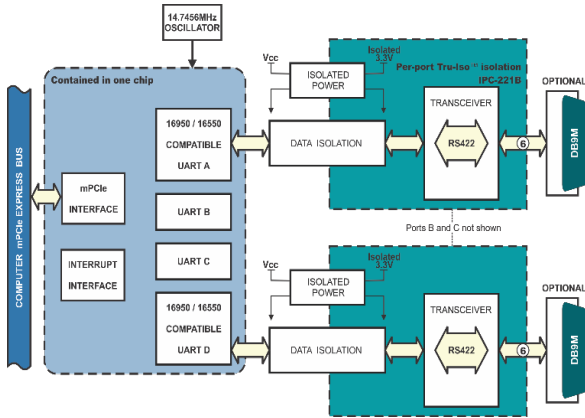 14.7456MHz
OSCILLATOR
Contained in one chip
COMPUTER mPCIe EXPRESS BUS
mPCIe
INTERFACE
INTERRUPT
INTERFACE
16950 / 16550
COMPATIBLE
UART A
UART B
UART C
16950 / 16550
COMPATIBLE
UART D
Vcc
Isolated
3.3V
ISOLATED
POWER
DATA ISOLATION
Per-port Tru-Iso™ isolation
IPC-221B
TRANSCEIVER
RS422
6
OPTIONAL
DB9M
Ports B and C not shown
Vcc
Isolated
3.3V
ISOLATED
POWER
DATA ISOLATION
TRANSCEIVER
RS422
6
OPTIONAL
DB9M